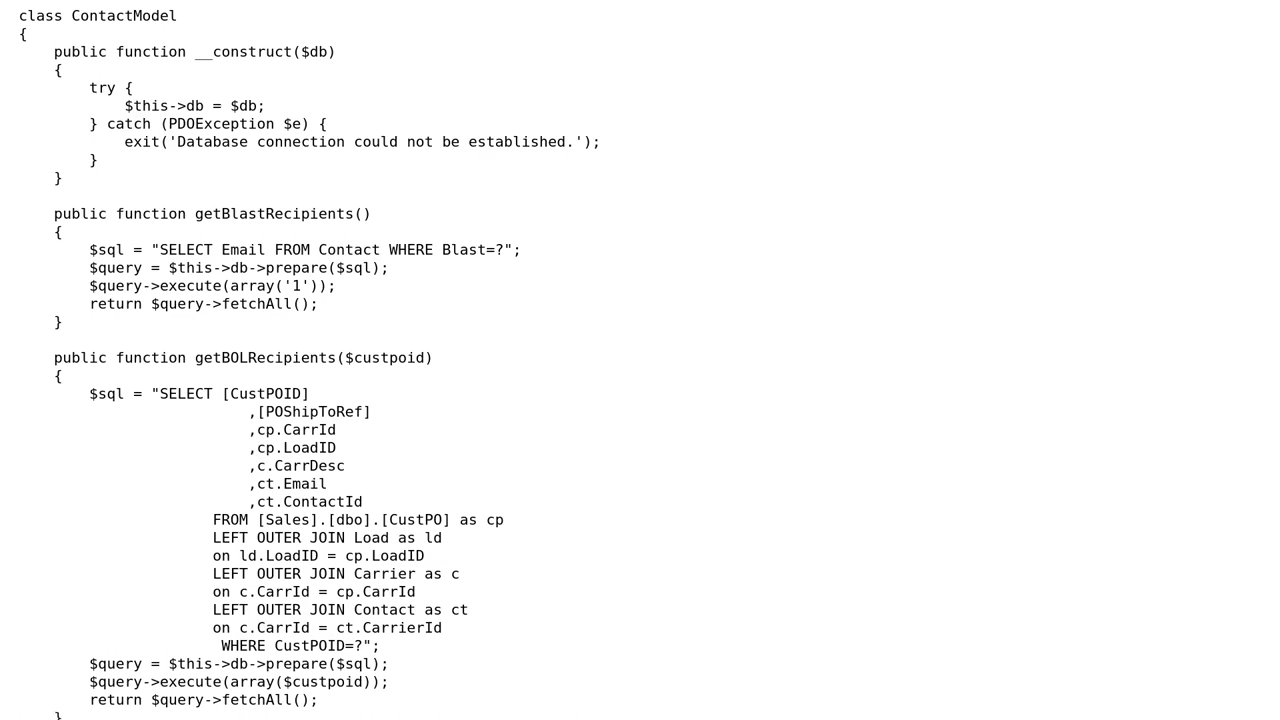 class ContactModel
{
    public function __construct($db)
    {
        try {
            $this->db = $db;
        } catch (PDOException $e) {
            exit('Database connection could not be established.');
        }
    }

    public function getBlastRecipients()
    {
        $sql = "SELECT Email FROM Contact WHERE Blast=?";
        $query = $this->db->prepare($sql);
        $query->execute(array('1'));
        return $query->fetchAll();
    }

    public function getBOLRecipients($custpoid)
    {
        $sql = "SELECT [CustPOID]
                          ,[POShipToRef]
                          ,cp.CarrId
                          ,cp.LoadID
                          ,c.CarrDesc
                          ,ct.Email
                          ,ct.ContactId
                      FROM [Sales].[dbo].[CustPO] as cp
                      LEFT OUTER JOIN Load as ld
                      on ld.LoadID = cp.LoadID
                      LEFT OUTER JOIN Carrier as c
                      on c.CarrId = cp.CarrId
                      LEFT OUTER JOIN Contact as ct
                      on c.CarrId = ct.CarrierId
                       WHERE CustPOID=?";
        $query = $this->db->prepare($sql);
        $query->execute(array($custpoid));
        return $query->fetchAll();
    }